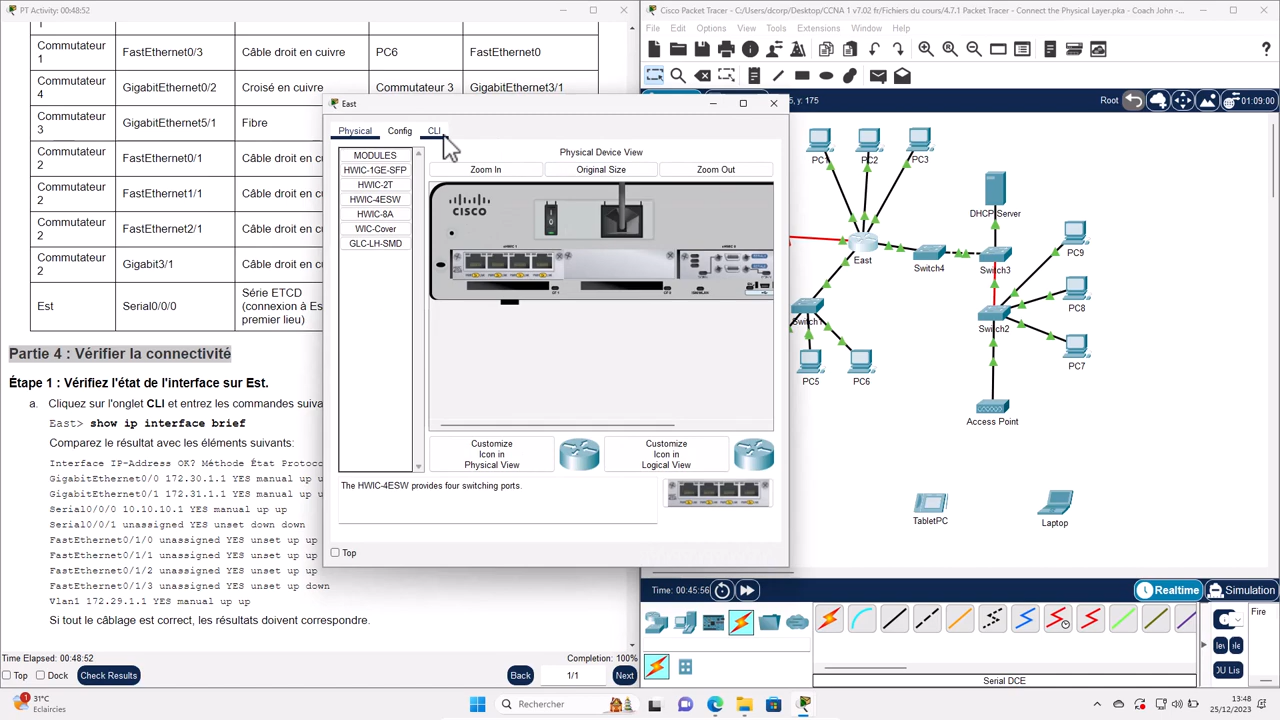 PT Activity: 00:48:52
Commutateur 1 FastEthernet0/3 Câble droit en cuivre PC6 FastEthernet0
Commutateur 4 GigabitEthernet0/2 Croisé en cuivre Commutateur 3 GigabitEthernet3/1
Commutateur 3 GigabitEthernet5/1 Fibre
Commutateur 2 FastEthernet0/1 Câble droit en
Commutateur 2 FastEthernet1/1 Câble droit en
Commutateur 2 FastEthernet2/1 Câble droit en
Commutateur 2 Gigabit3/1 Câble droit en
Est Serial0/0/0 Série ETCD
(connexion à Es
premier lieu)
Partie 4 : Vérifier la connectivité
Étape 1 : Vérifiez l'état de l'interface sur Est.
a. Cliquez sur l'onglet CLI et entrez les commandes suiva
East> show ip interface brief
Comparez le résultat avec les éléments suivants:
Interface IP-Address OK? Méthode État Protoco
GigabitEthernet0/0 172.30.1.1 YES manual up u
Serial0/0/0 10.10.10.1 YES manual up up
Serial0/0/1 unassigned YES unset down down
FastEthernet0/1/0 unassigned YES unset up up
FastEthernet0/1/1 unassigned YES unset up up
FastEthernet0/1/2 unassigned YES unset up up
FastEthernet0/1/3 unassigned YES unset up down
Vlan1 172.29.1.1 YES manual up up
Si tout le câblage est correct, les résultats doivent correspondre.
Time Elapsed: 00:48:52 Completion: 100%
Top Dock Check Results Back 1/1 Next
East
Physical Config CLI
MODULES
HWIC-1GE-SFP
HWIC-2T
HWIC-4ESW
HWIC-8A
WIC-Cover
GLC-LH-SMD
Physical Device View
Zoom In Original Size Zoom Out
CISCO
Customize
Icon in
Physical View
Customize
Icon in
Logical View
The HWIC-4ESW provides four switching ports.
Top
Cisco Packet Tracer - C:/Users/dcorp/Desktop/CCNA 1 v7.02 fr/Fichiers du cours/4.7.1 Packet Tracer - Connect the Physical Layer.pka - Coach John -
File Edit Options View Tools Extensions Window Help
y: 175 Root 01:09:00
PC1 PC2 PC3
DHCP Server
PC9
East Switch4 Switch3
PC8
Switch1 Switch2
PC5 PC6 PC7
Access Point
TabletPC Laptop
Time: 00:45:56 Realtime Simulation
Fire
Serial DCE
31°C
Eclaircies
Rechercher
13:48
25/12/2023